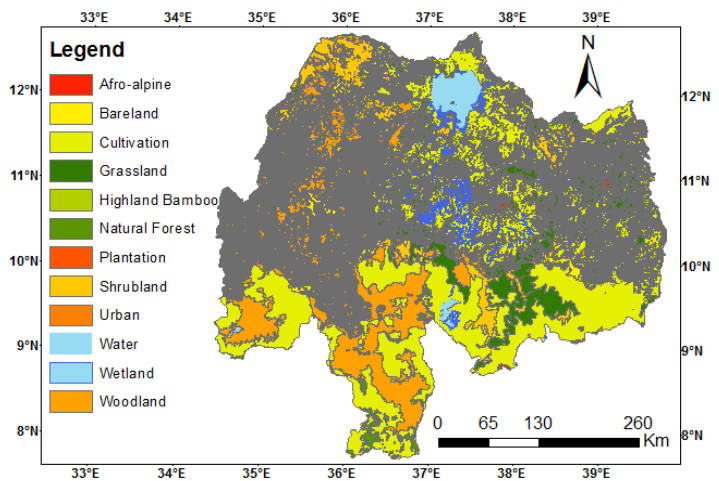 33°E 34°E 35°E 36°E 37°E 38°E 39°E
Legend
Afro-alpine
Bareland
Cultivation
Grassland
Highland Bamboo
Natural Forest
Plantation
Shrubland
Urban
Water
Wetland
Woodland
N
12°N
11°N
10°N
9°N
8°N
12°N
11°N
10°N
9°N
8°N
0 65 130 260
Km
33°E 34°E 35°E 36°E 37°E 38°E 39°E